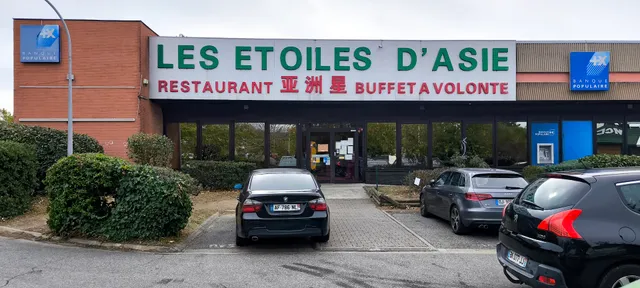 LES ETOILES D'ASIE
RESTAURANT 亚洲星 BUFFET A VOLONTE
BANQUE
POPULAIRE
BANQUE
POPULAIRE